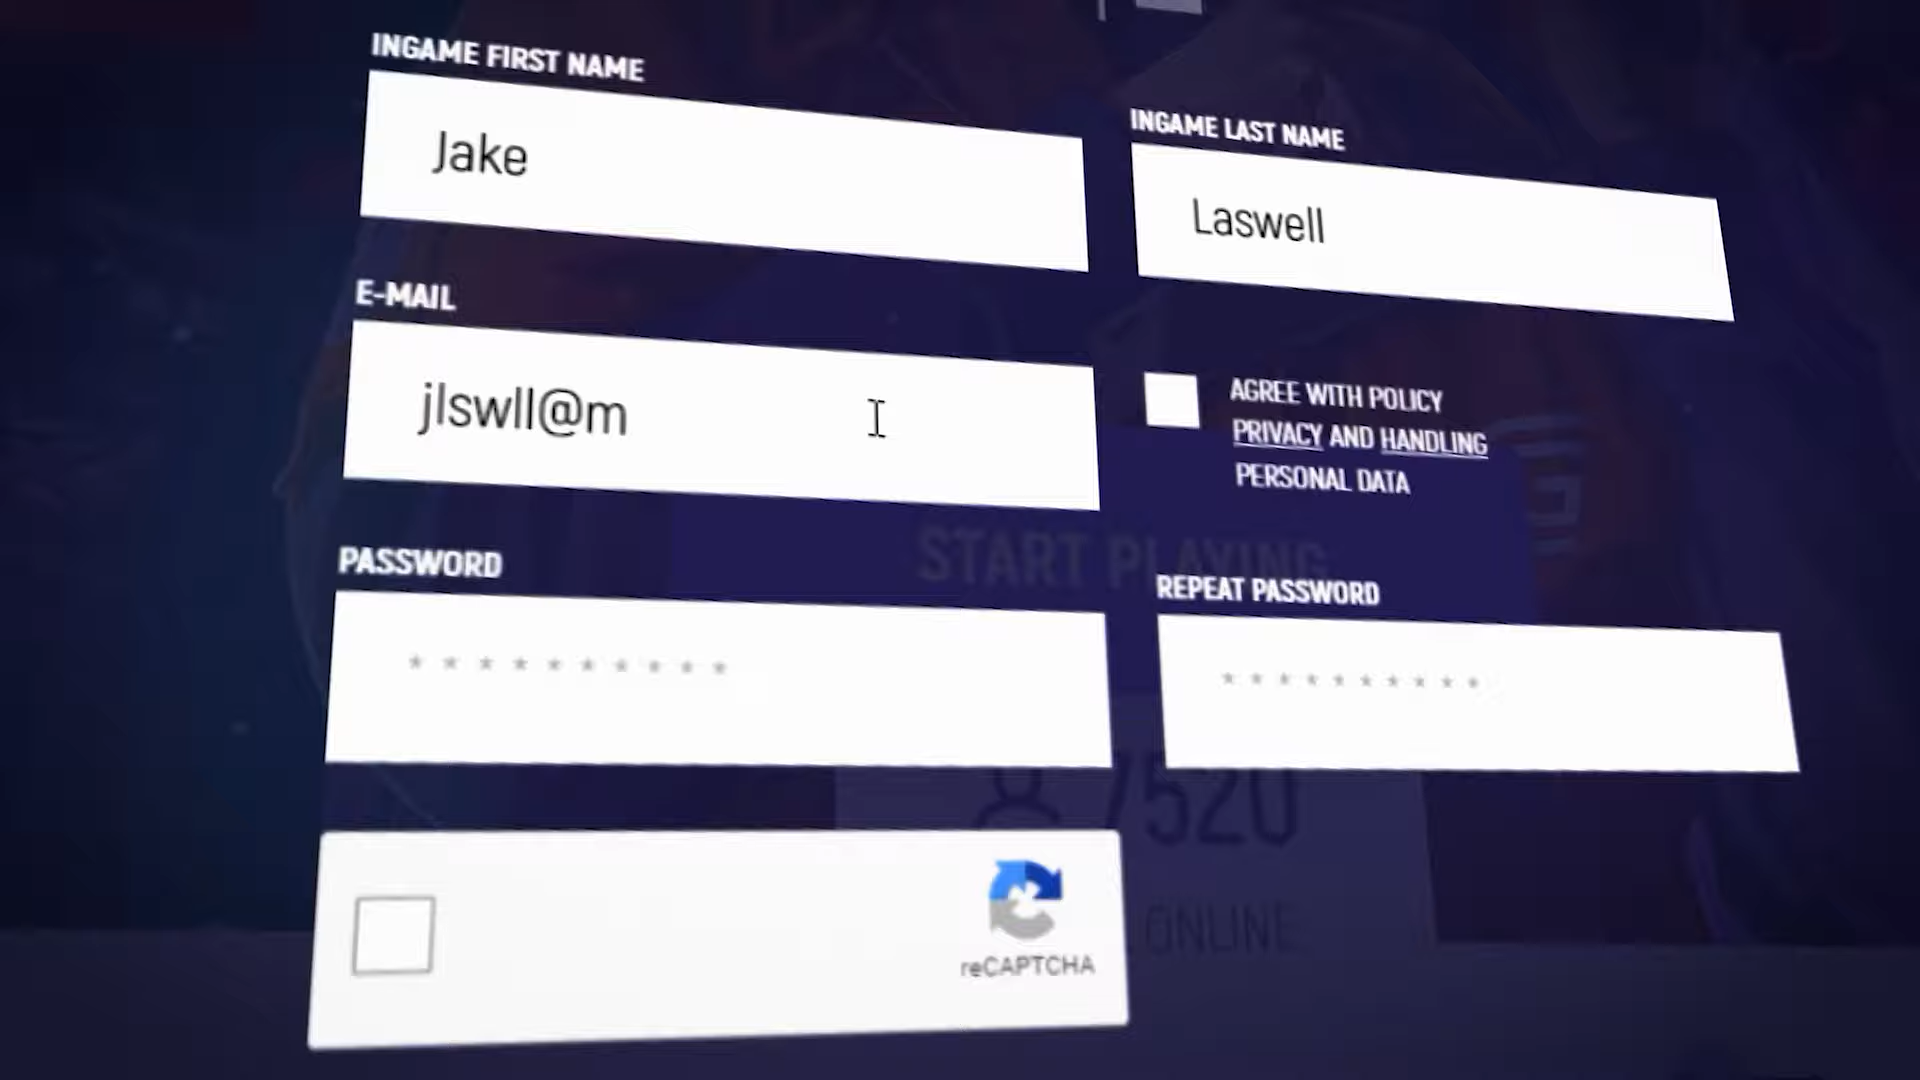 INGAME FIRST NAME
Jake
INGAME LAST NAME
Laswell
E-MAIL
jlswll@m
AGREE WITH POLICY
PRIVACY AND HANDLING
PERSONAL DATA
START PLAYING
PASSWORD
* * * * * * * * * *
REPEAT PASSWORD
* * * * * * * * * *
7520
ONLINE
reCAPTCHA